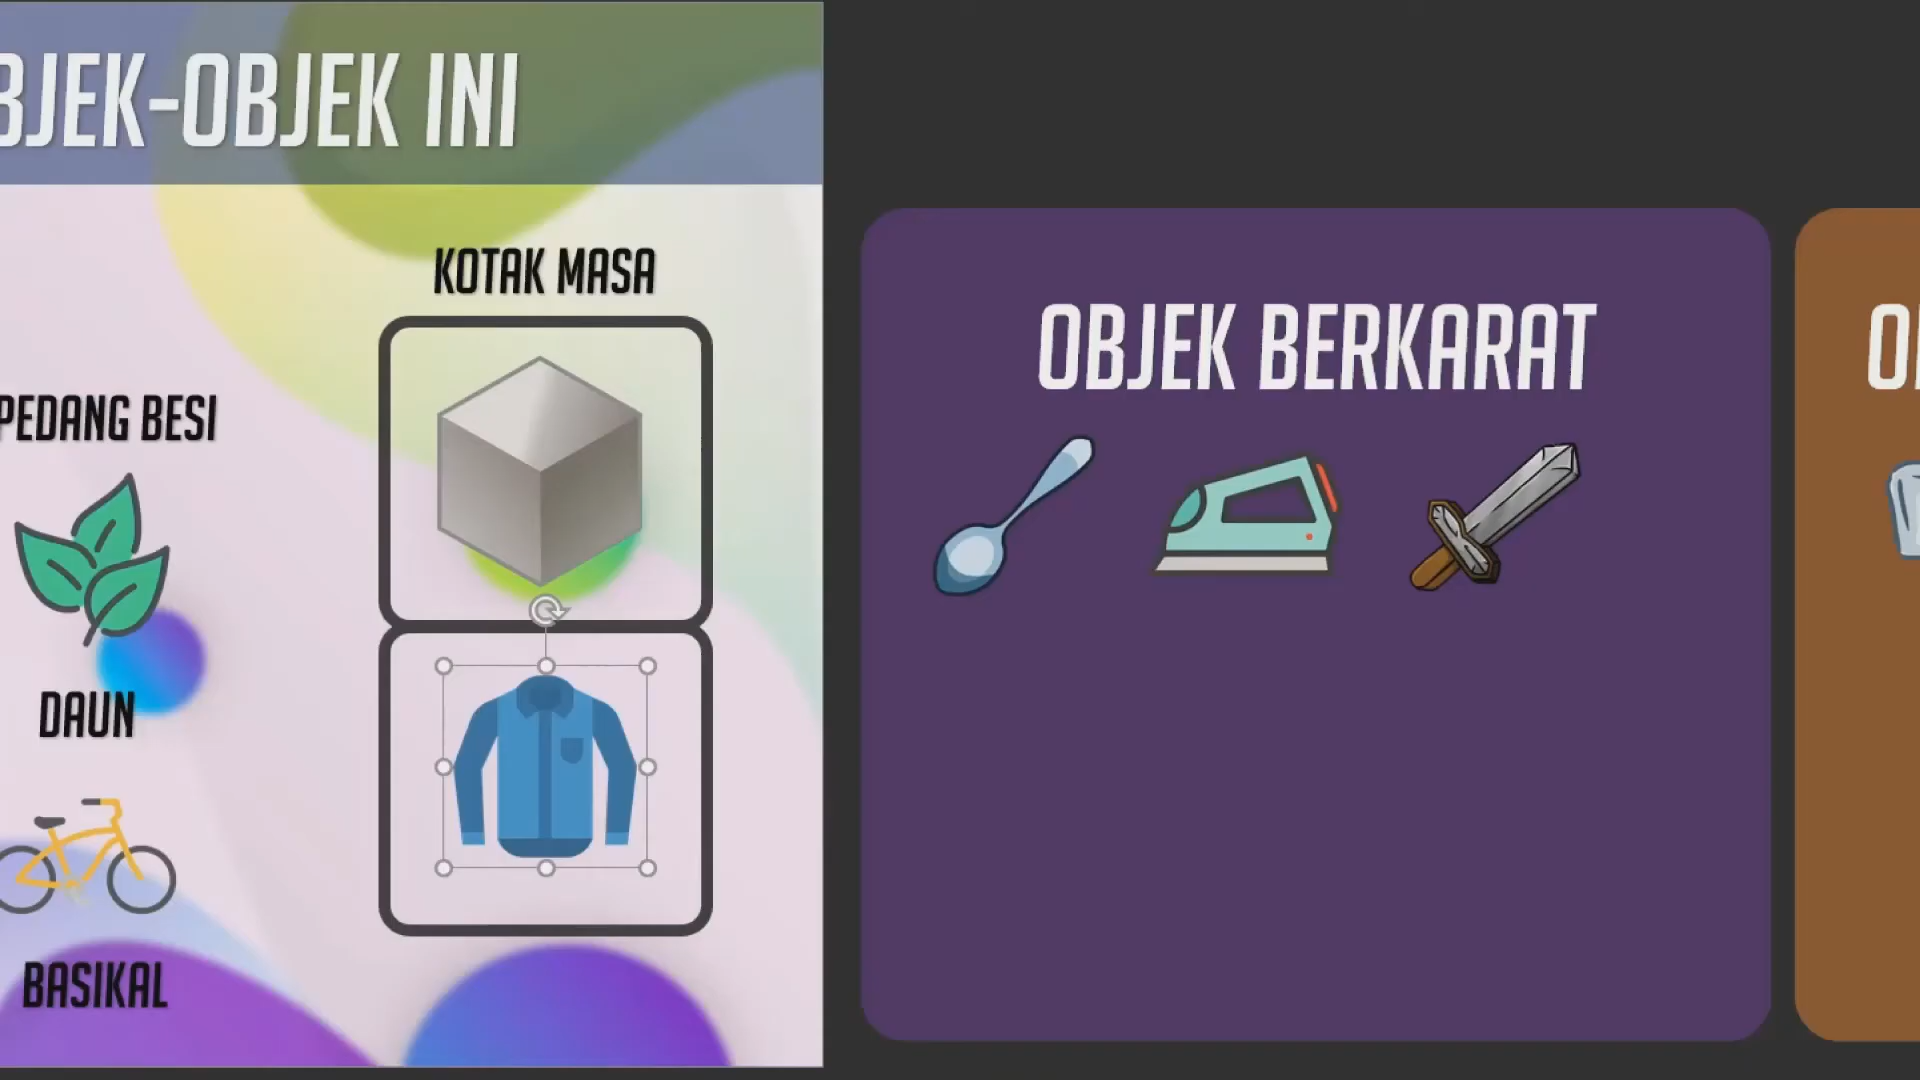 BJEK-OBJEK INI
KOTAK MASA
PEDANG BESI
DAUN
BASIKAL
OBJEK BERKARAT